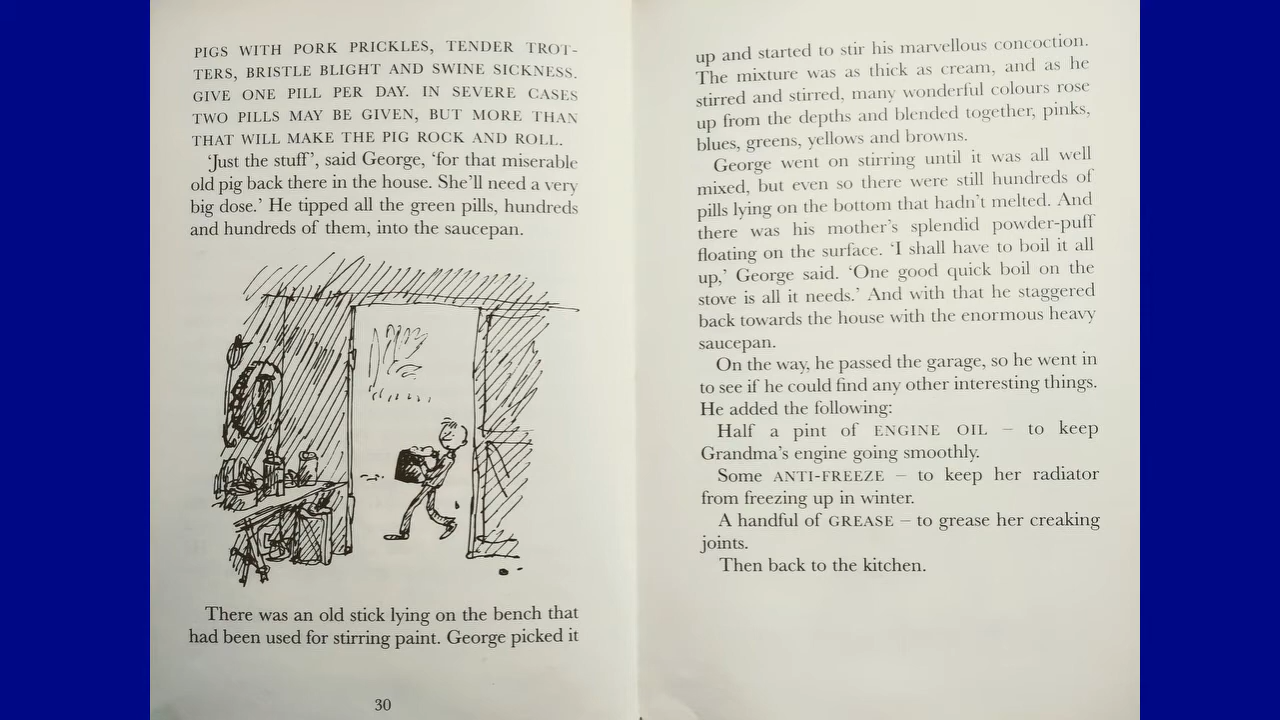 PIGS WITH PORK PRICKLES, TENDER TROT-
TERS, BRISTLE BLIGHT AND SWINE SICKNESS.
GIVE ONE PILL PER DAY. IN SEVERE CASES
TWO PILLS MAY BE GIVEN, BUT MORE THAN
THAT WILL MAKE THE PIG ROCK AND ROLL.
'Just the stuff', said George, 'for that miserable
old pig back there in the house. She'll need a very
big dose.' He tipped all the green pills, hundreds
and hundreds of them, into the saucepan.
There was an old stick lying on the bench that
had been used for stirring paint. George picked it
30
up and started to stir his marvellous concoction.
The mixture was as thick as cream, and as he
stirred and stirred, many wonderful colours rose
up from the depths and blended together, pinks,
blues, greens, yellows and browns.
George went on stirring until it was all well
mixed, but even so there were still hundreds of
pills lying on the bottom that hadn't melted. And
there was his mother's splendid powder-puff
floating on the surface. 'I shall have to boil it all
up,' George said. 'One good quick boil on the
stove is all it needs.' And with that he staggered
back towards the house with the enormous heavy
saucepan.
On the way, he passed the garage, so he went in
to see if he could find any other interesting things.
He added the following:
Half a pint of ENGINE OIL – to keep
Grandma's engine going smoothly.
Some ANTI-FREEZE – to keep her radiator
from freezing up in winter.
A handful of GREASE – to grease her creaking
joints.
Then back to the kitchen.